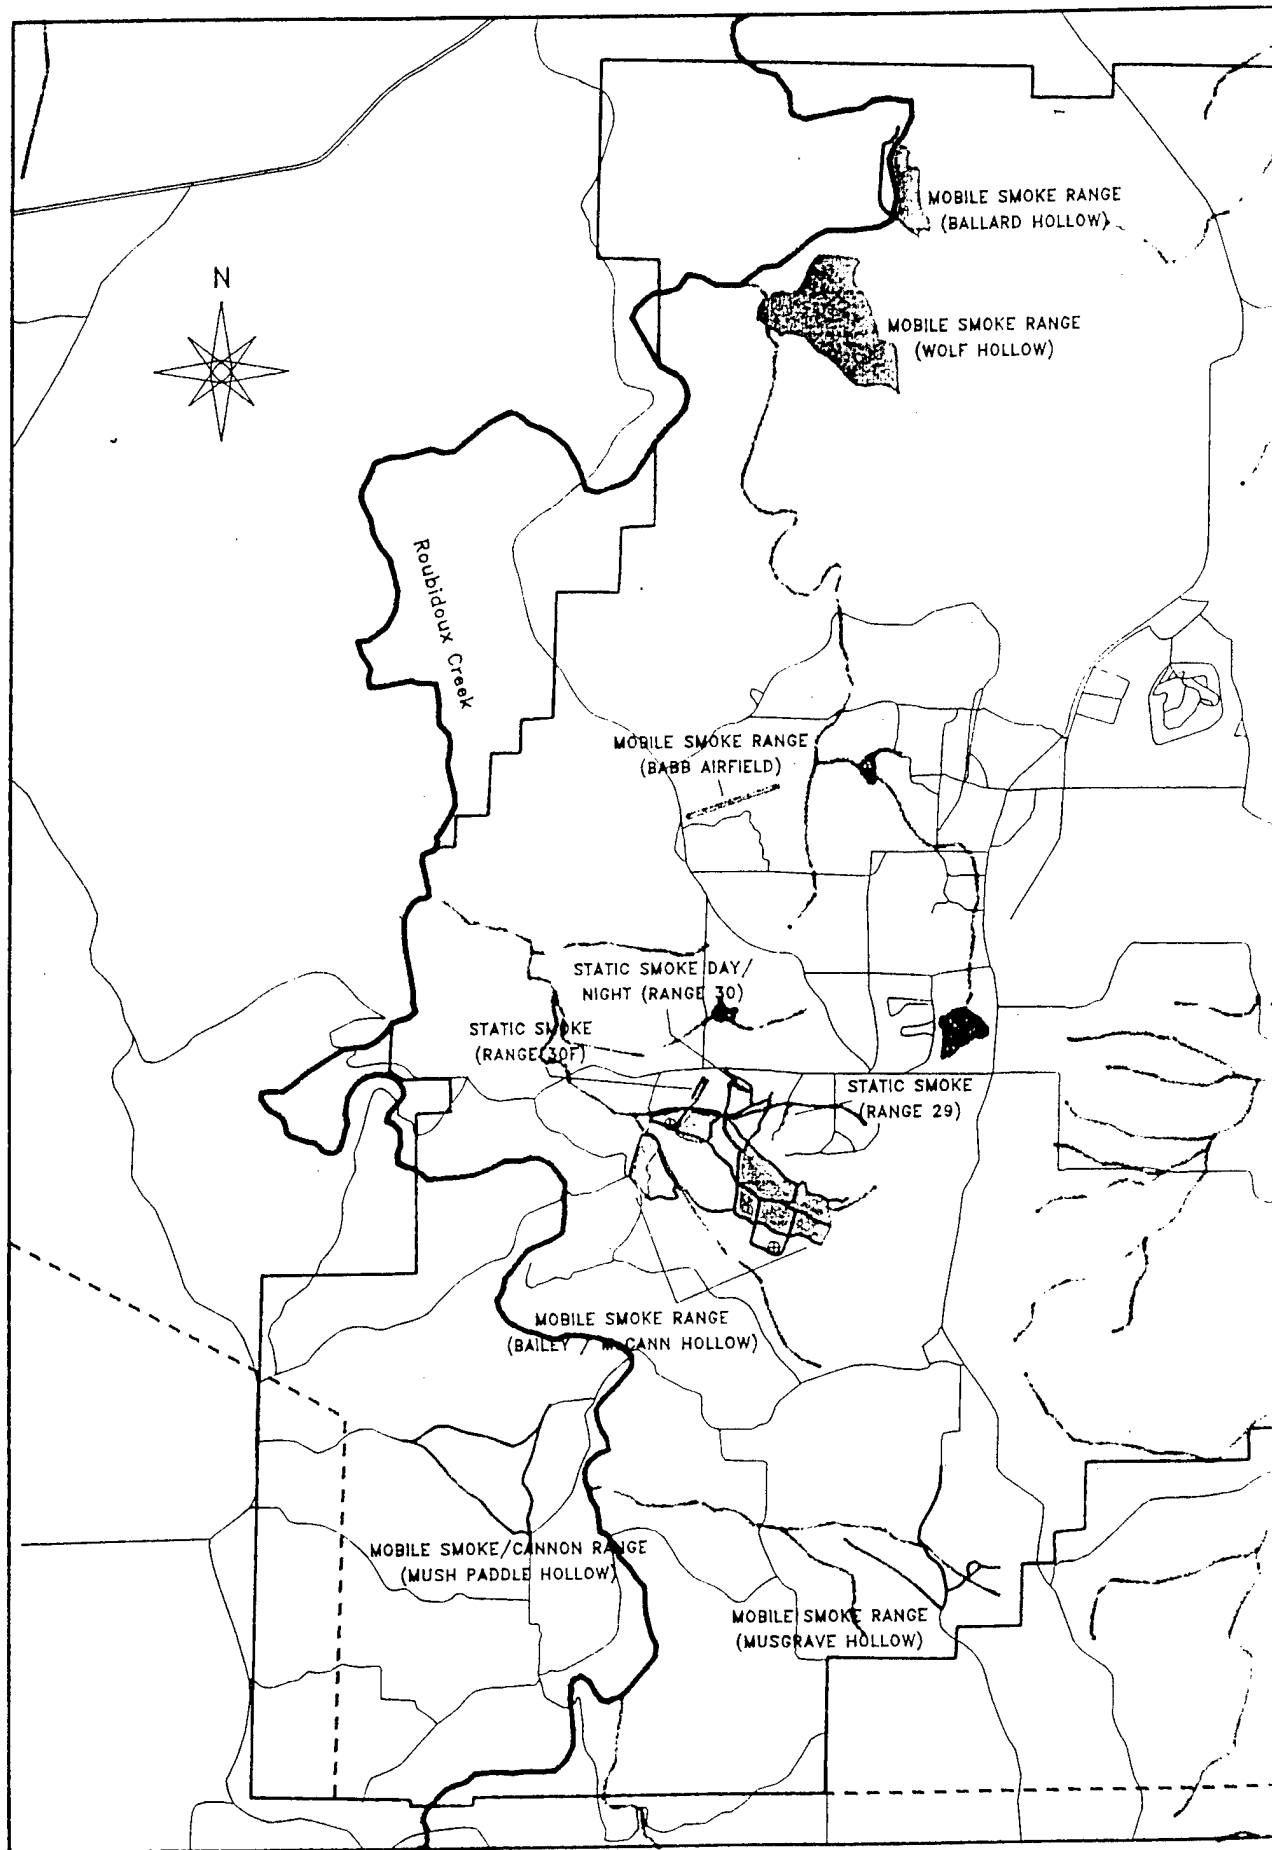 MOBILE SMOKE RANGE
(BALLARD HOLLOW)
N
MOBILE SMOKE RANGE
(WOLF HOLLOW)
Roubidoux Creek
MOBILE SMOKE RANGE
(BABB AIRFIELD)
STATIC SMOKE DAY/
NIGHT (RANGE 30)
STATIC SMOKE
(RANGE 30F)
STATIC SMOKE
(RANGE 29)
MOBILE SMOKE RANGE
(BAILEY / McCANN HOLLOW)
MOBILE SMOKE/CANNON RANGE
(MUSH PADDLE HOLLOW)
MOBILE SMOKE RANGE
(MUSGRAVE HOLLOW)